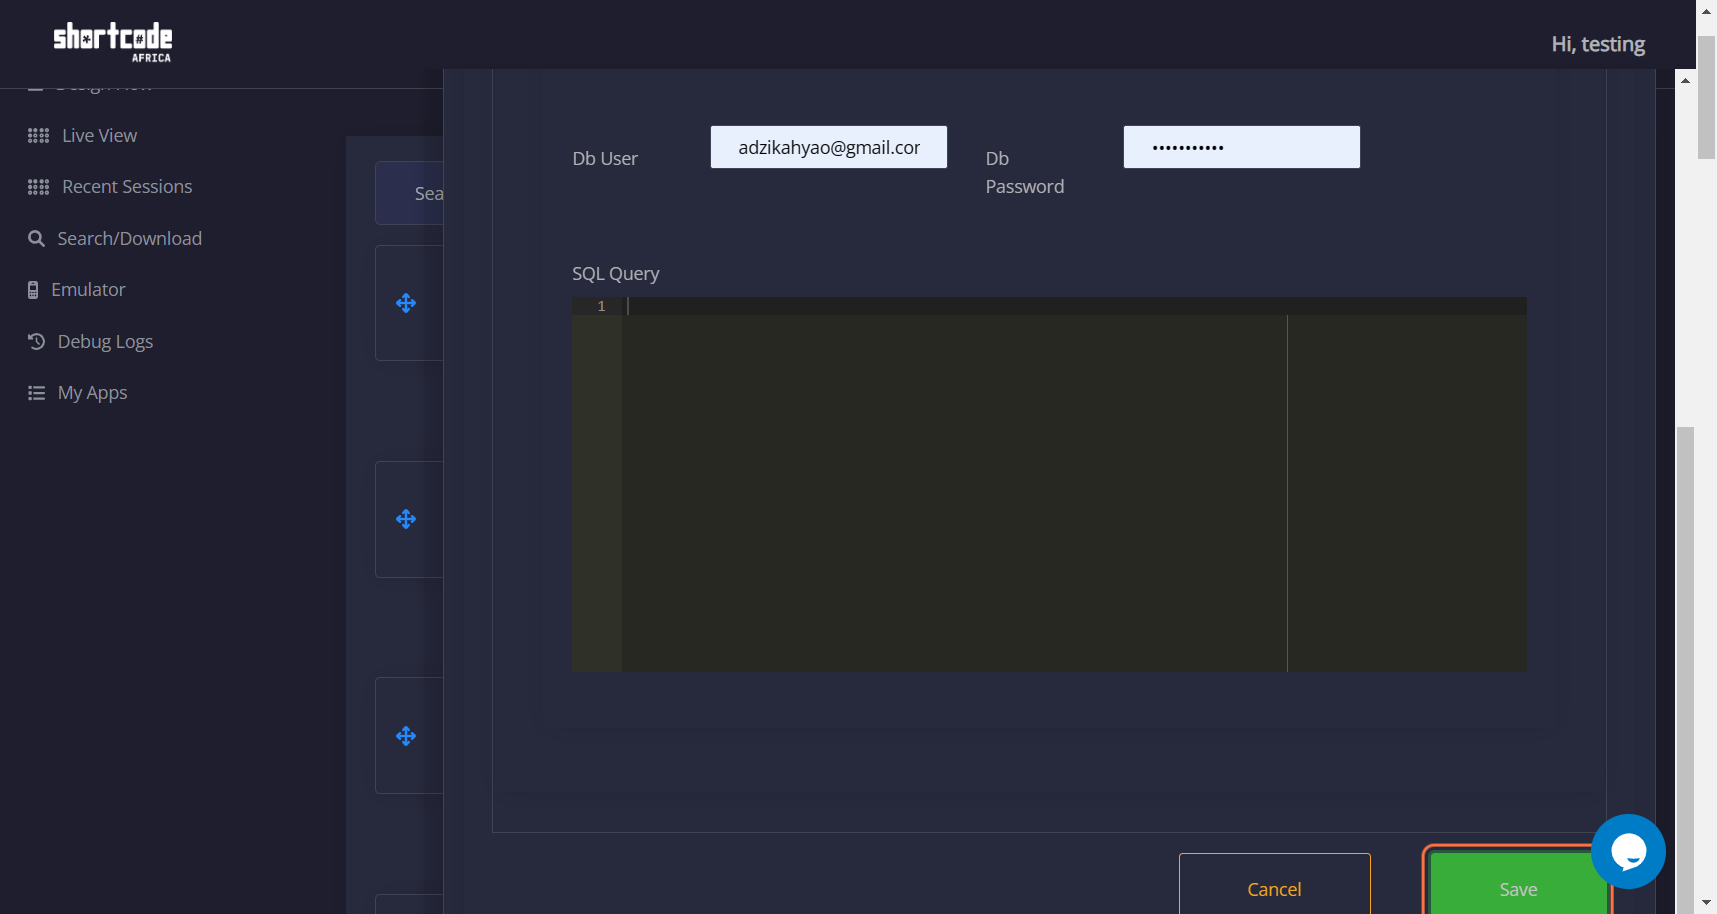 shortcode
AFRICA
Hi, testing
Live View
Recent Sessions
Search/Download
Emulator
Debug Logs
My Apps
Sea
Db User
adzikahyao@gmail.cor
Db
Password
•••••••••••
SQL Query
1
Cancel
Save